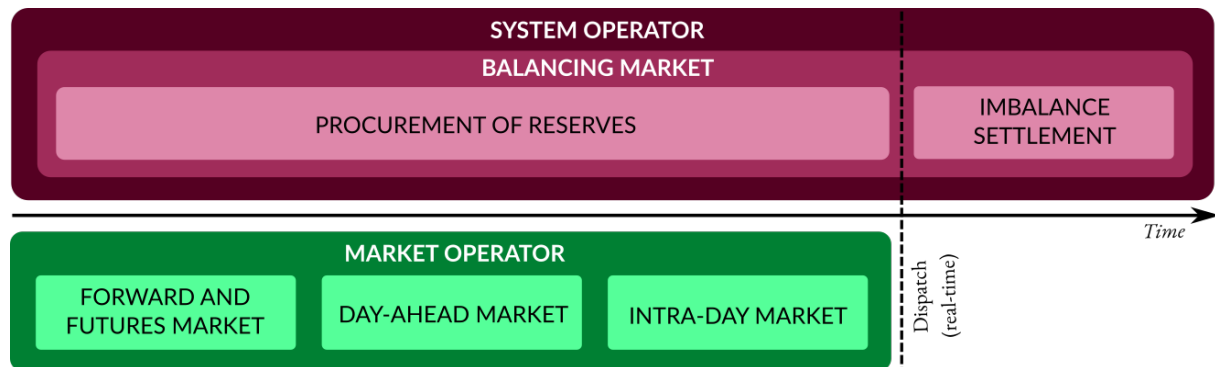 SYSTEM OPERATOR
BALANCING MARKET
PROCUREMENT OF RESERVES
IMBALANCE
SETTLEMENT
Time
MARKET OPERATOR
FORWARD AND
FUTURES MARKET
DAY-AHEAD MARKET
INTRA-DAY MARKET
Dispatch
(real-time)